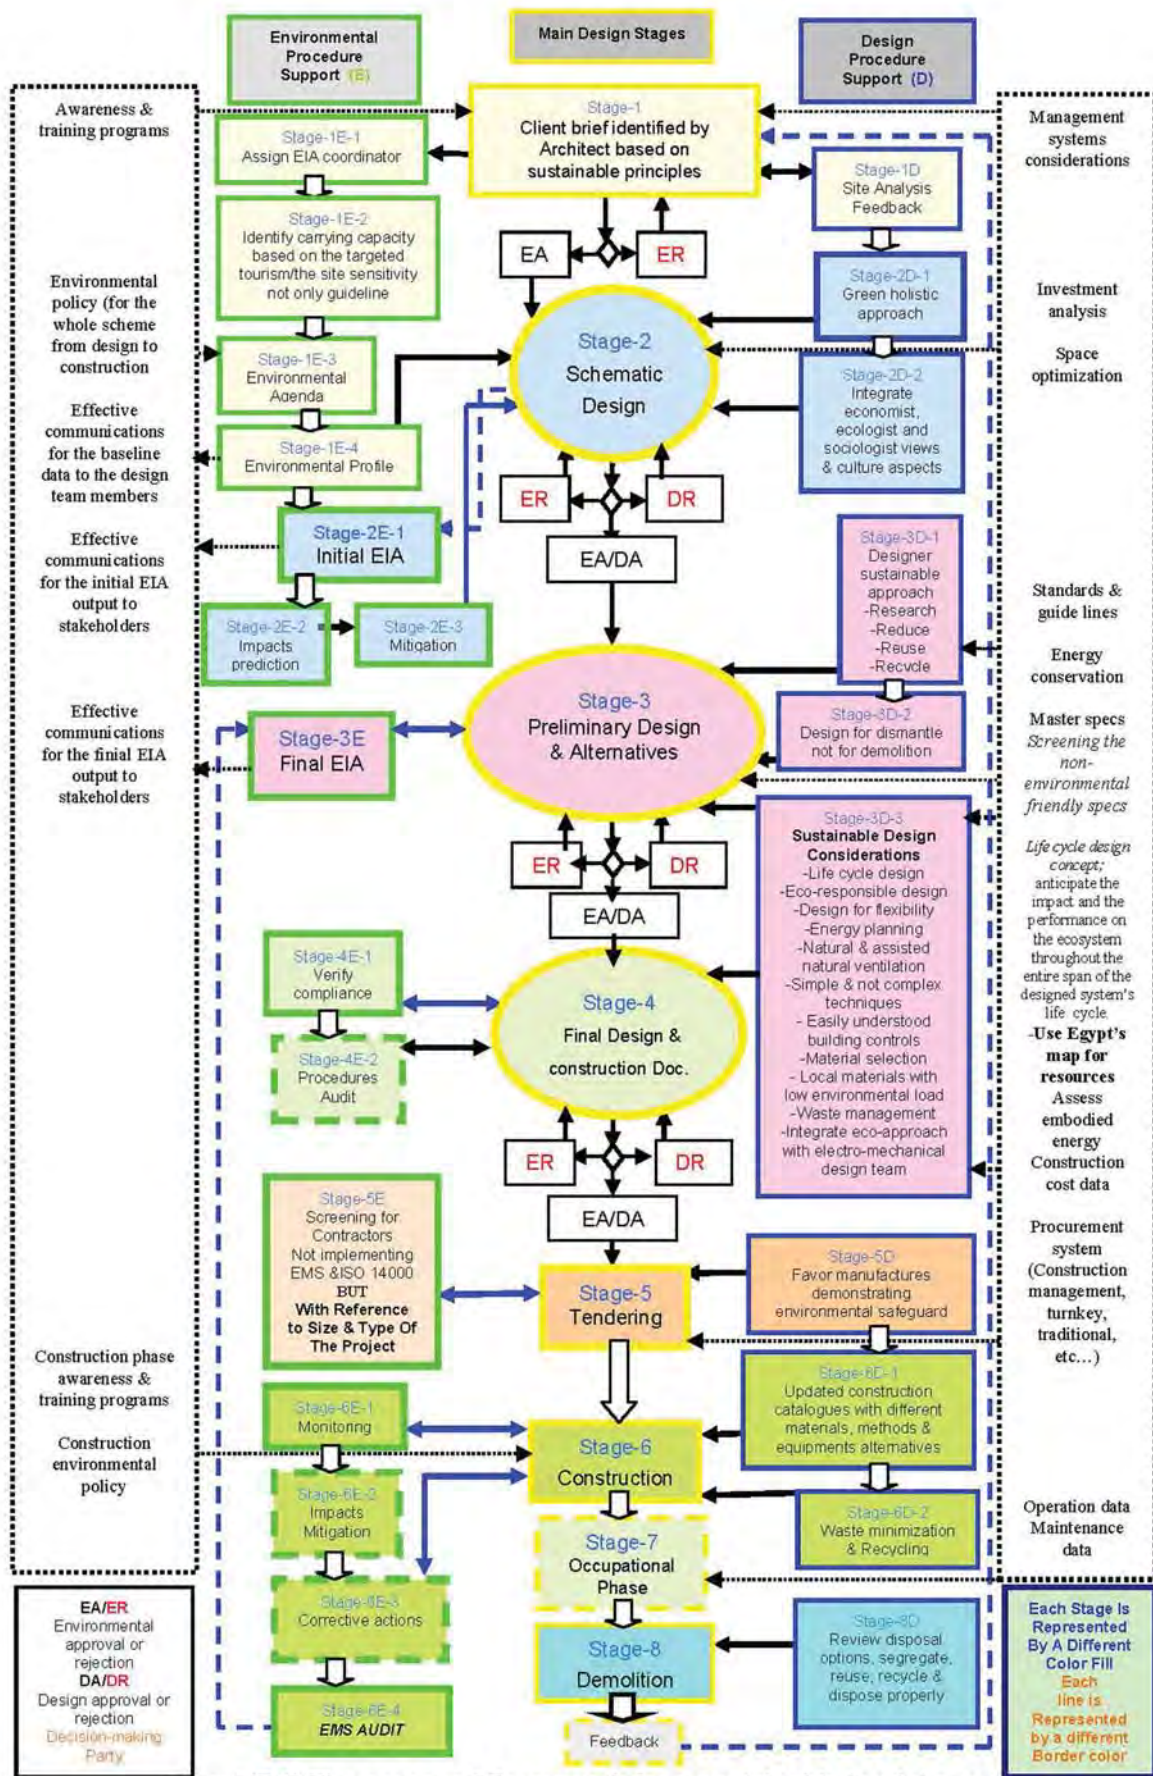 Environmental
Procedure
Support (E)
Main Design Stages
Design
Procedure
Support (D)
Awareness &
training programs
Environmental
policy (for the
whole scheme
from design to
construction
Effective
communications
for the baseline
data to the design
team members
Effective
communications
for the initial EIA
output to
stakeholders
Effective
communications
for the finial EIA
output to
stakeholders
Construction phase
awareness &
training programs
Construction
environmental
policy
Stage-1E-1
Assign EIA coordinator
Stage-1E-2
Identify carrying capacity
based on the targeted
tourism/the site sensitivity
not only guideline
Stage-1E-3
Environmental
Agenda
Stage-1E-4
Environmental Profile
Stage-2E-1
Initial EIA
Stage-2E-2
Impacts
prediction
Stage-2E-3
Mitigation
Stage-3E
Final EIA
Stage-4E-1
Verify
compliance
Stage-4E-2
Procedures
Audit
Stage-5E
Screening for
Contractors
Not implementing
EMS &ISO 14000
BUT
With Reference
to Size & Type Of
The Project
Stage-6E-1
Monitoring
Stage-6E-2
Impacts
Mitigation
Stage-6E-3
Corrective actions
Stage-6E-4
EMS AUDIT
Stage-1
Client brief identified by
Architect based on
sustainable principles
EA
ER
Stage-2
Schematic
Design
ER
DR
EA/DA
Stage-3
Preliminary Design
& Alternatives
ER
DR
EA/DA
Stage-4
Final Design &
construction Doc.
ER
DR
EA/DA
Stage-5
Tendering
Stage-6
Construction
Stage-7
Occupational
Phase
Stage-8
Demolition
Feedback
Stage-1D
Site Analysis
Feedback
Stage-2D-1
Green holistic
approach
Stage-2D-2
Integrate
economist,
ecologist and
sociologist views
& culture aspects
Stage-3D-1
Designer
sustainable
approach
-Research
-Reduce
-Reuse
-Recycle
Stage-3D-2
Design for dismantle
not for demolition
Stage-3D-3
Sustainable Design
Considerations
-Life cycle design
-Eco-responsible design
-Design for flexibility
-Energy planning
-Natural & assisted
natural ventilation
-Simple & not complex
techniques
- Easily understood
building controls
-Material selection
- Local materials with
low environmental load
-Waste management
-Integrate eco-approach
with electro-mechanical
design team
Stage-5D
Favor manufactures
demonstrating
environmental safeguard
Stage-6D-1
Updated construction
catalogues with different
materials, methods &
equipments alternatives
Stage-6D-2
Waste minimization
& Recycling
Stage-8D
Review disposal
options, segregate,
reuse, recycle &
dispose properly
Management
systems
considerations
Investment
analysis
Space
optimization
Standards &
guide lines
Energy
conservation
Master specs
Screening the
non-
environmental
friendly specs
Life cycle design
concept;
anticipate the
impact and the
performance on
the ecosystem
throughout the
entire span of the
designed system's
life cycle
-Use Egypt's
map for
resources
Assess
embodied
energy
Construction
cost data
Procurement
system
(Construction
management,
turnkey,
traditional,
etc...)
Operation data
Maintenance
data
EA/ER
Environmental
approval or
rejection
DA/DR
Design approval or
rejection
Decision-making
Party
Each Stage Is
Represented
By A Different
Color Fill
Each
line is
Represented
by a different
Border color